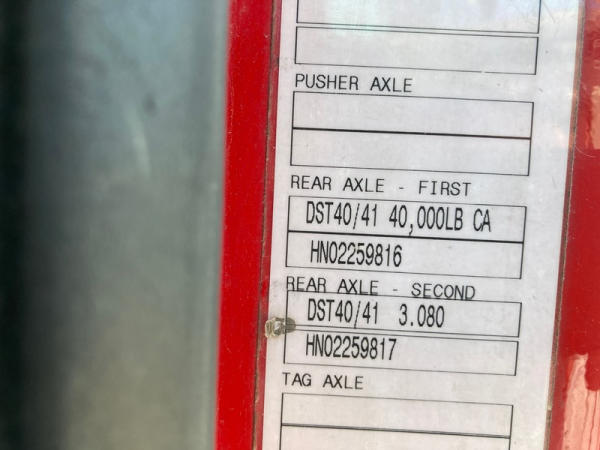 PUSHER AXLE
REAR AXLE - FIRST
DST40/41 40,000LB CA
HN02259816
REAR AXLE - SECOND
DST40/41 3.080
HN02259817
TAG AXLE